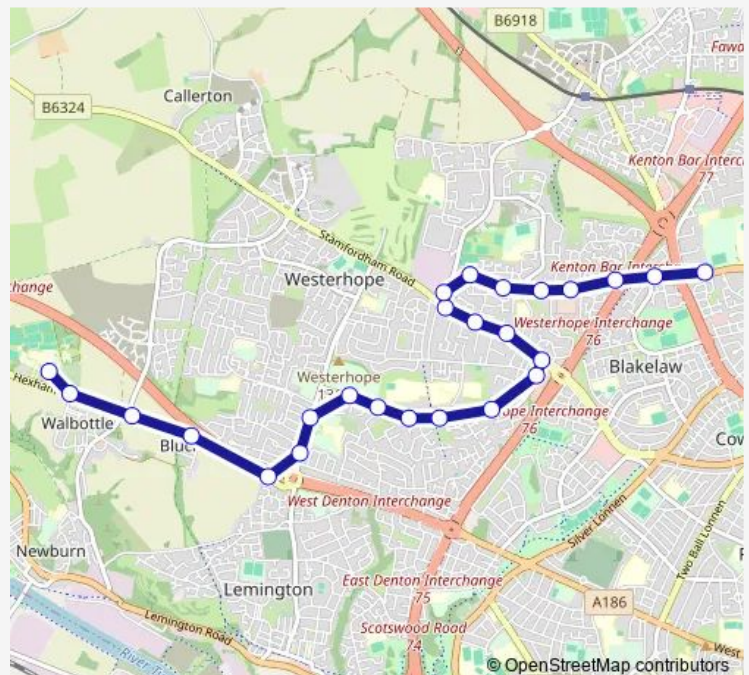 B6918
Fawd
Callerton
B6324
Kenton Bar Interc
77
Stamfordham Road
Westerhope
Kenton Bar Interchange
change
Westerhope Interchange
76
Westerhope
Blakelaw
Hexham
Walbottle
ope Interchange
76
Cow
Bluc
West Denton Interchange
Silver Lonnen
Two Ball Lonnen
Newburn
Lemington
East Denton Interchange
75
A186
Lemington Road
Scotswood Road
74
West
River T
© OpenStreetMap contributors